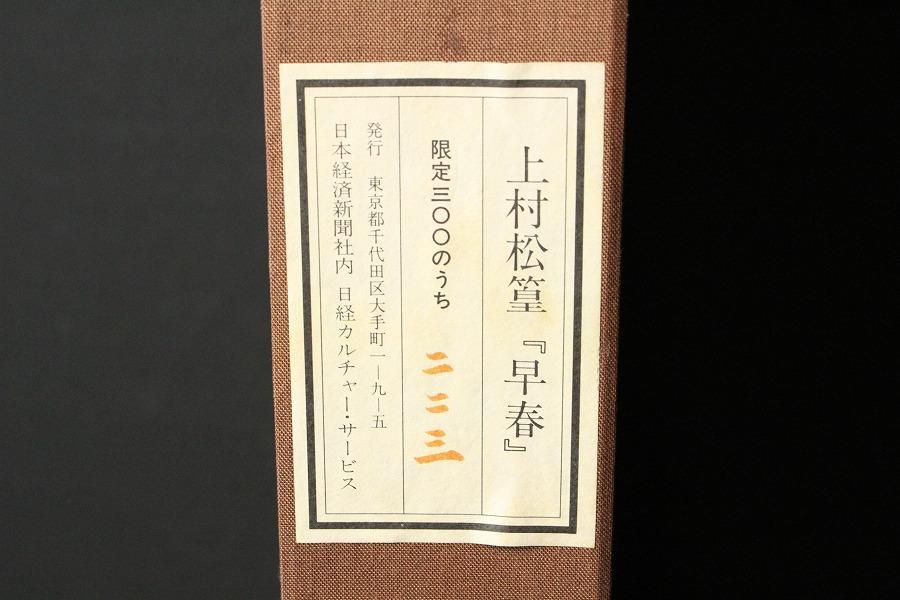 上村松篁『早春』
限定三〇〇のうち 二二三
発行 東京都千代田区大手町一―九―五
日本経済新聞社内 日経カルチャー・サービス